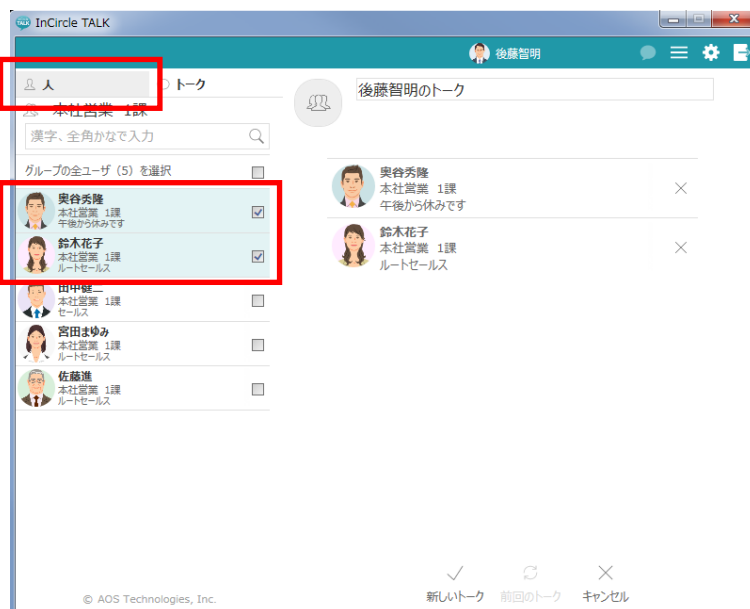 InCircle TALK
後藤智明
人
トーク
本社営業 1課
漢字、全角かなで入力
グループの全ユーザ（5）を選択
奥谷秀隆
本社営業 1課
午後から休みです
鈴木花子
本社営業 1課
ルートセールス
田中健二
本社営業 1課
セールス
宮田まゆみ
本社営業 1課
ルートセールス
佐藤進
本社営業 1課
ルートセールス
© AOS Technologies, Inc.
後藤智明のトーク
奥谷秀隆
本社営業 1課
午後から休みです
鈴木花子
本社営業 1課
ルートセールス
新しいトーク 前回のトーク キャンセル